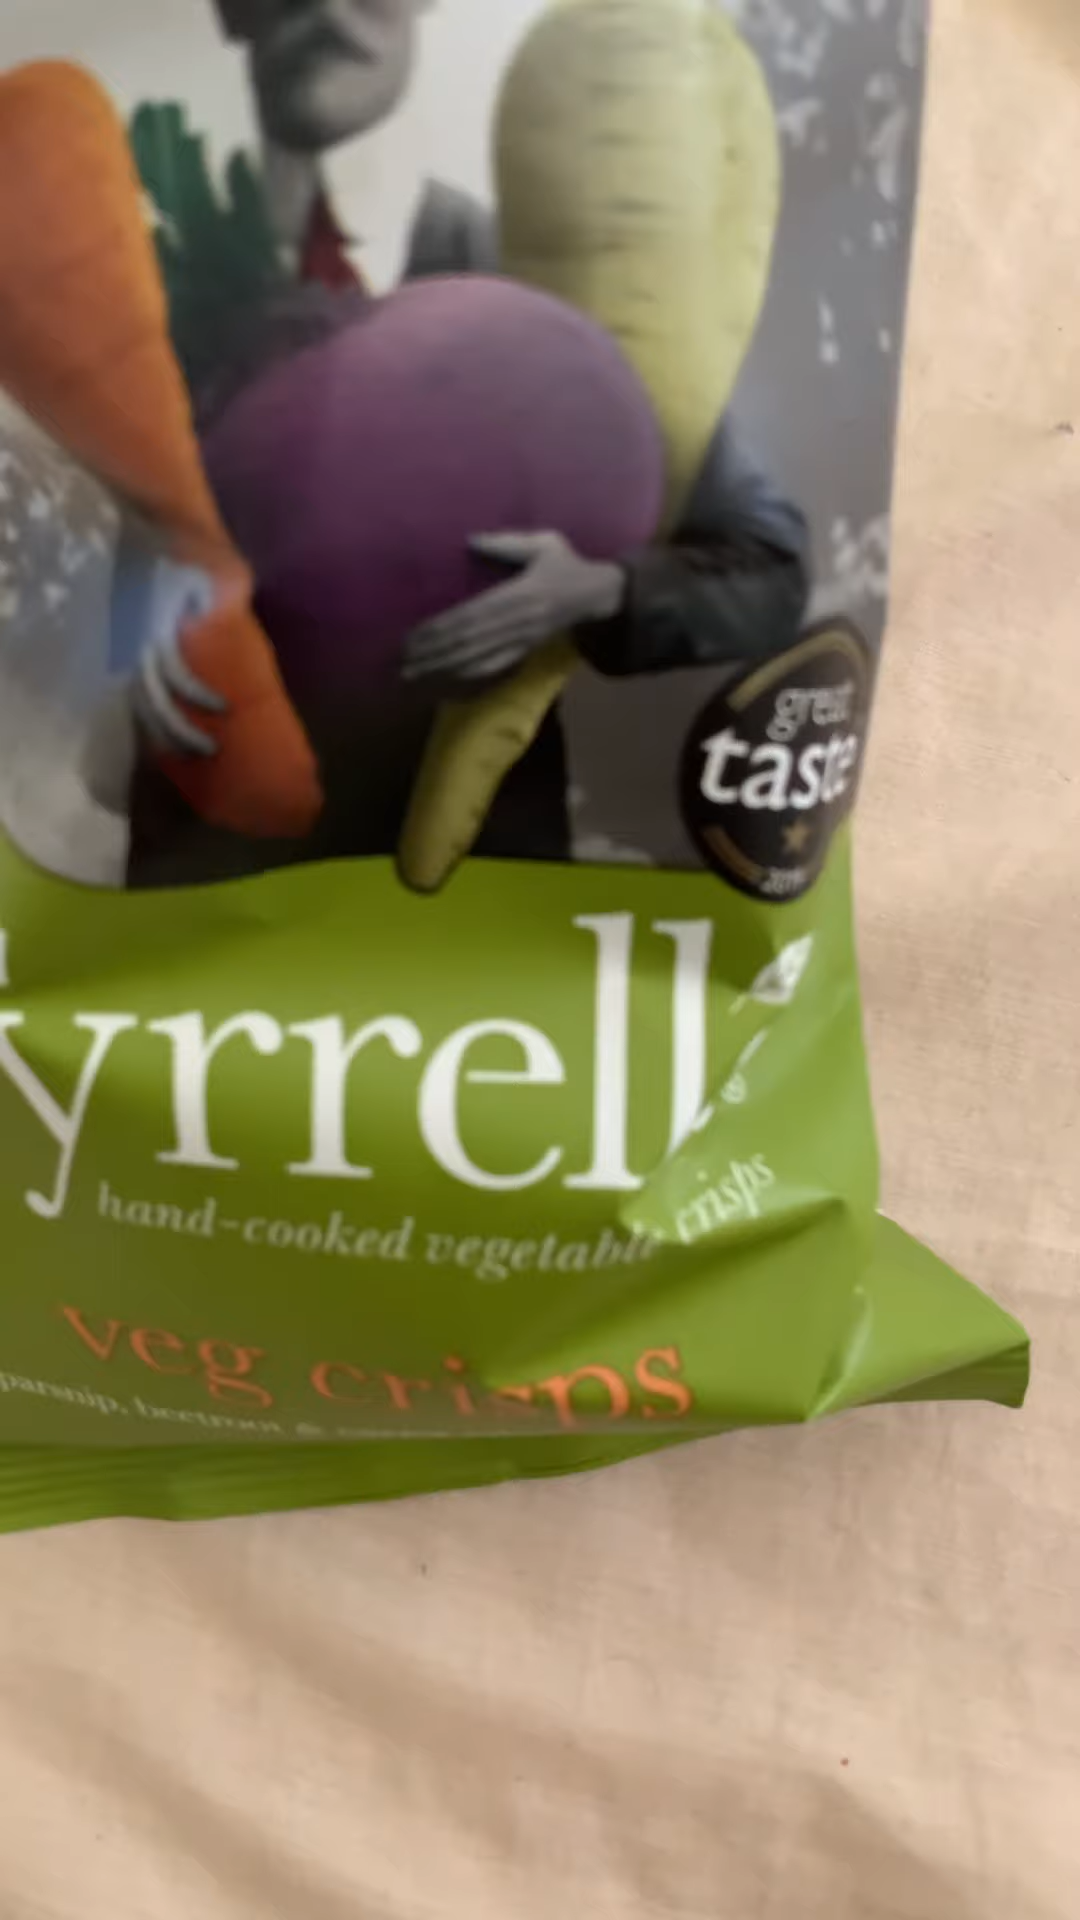 great
taste
yrrell
hand-cooked vegetable crisps
veg crisps
parsnip, beetroot &